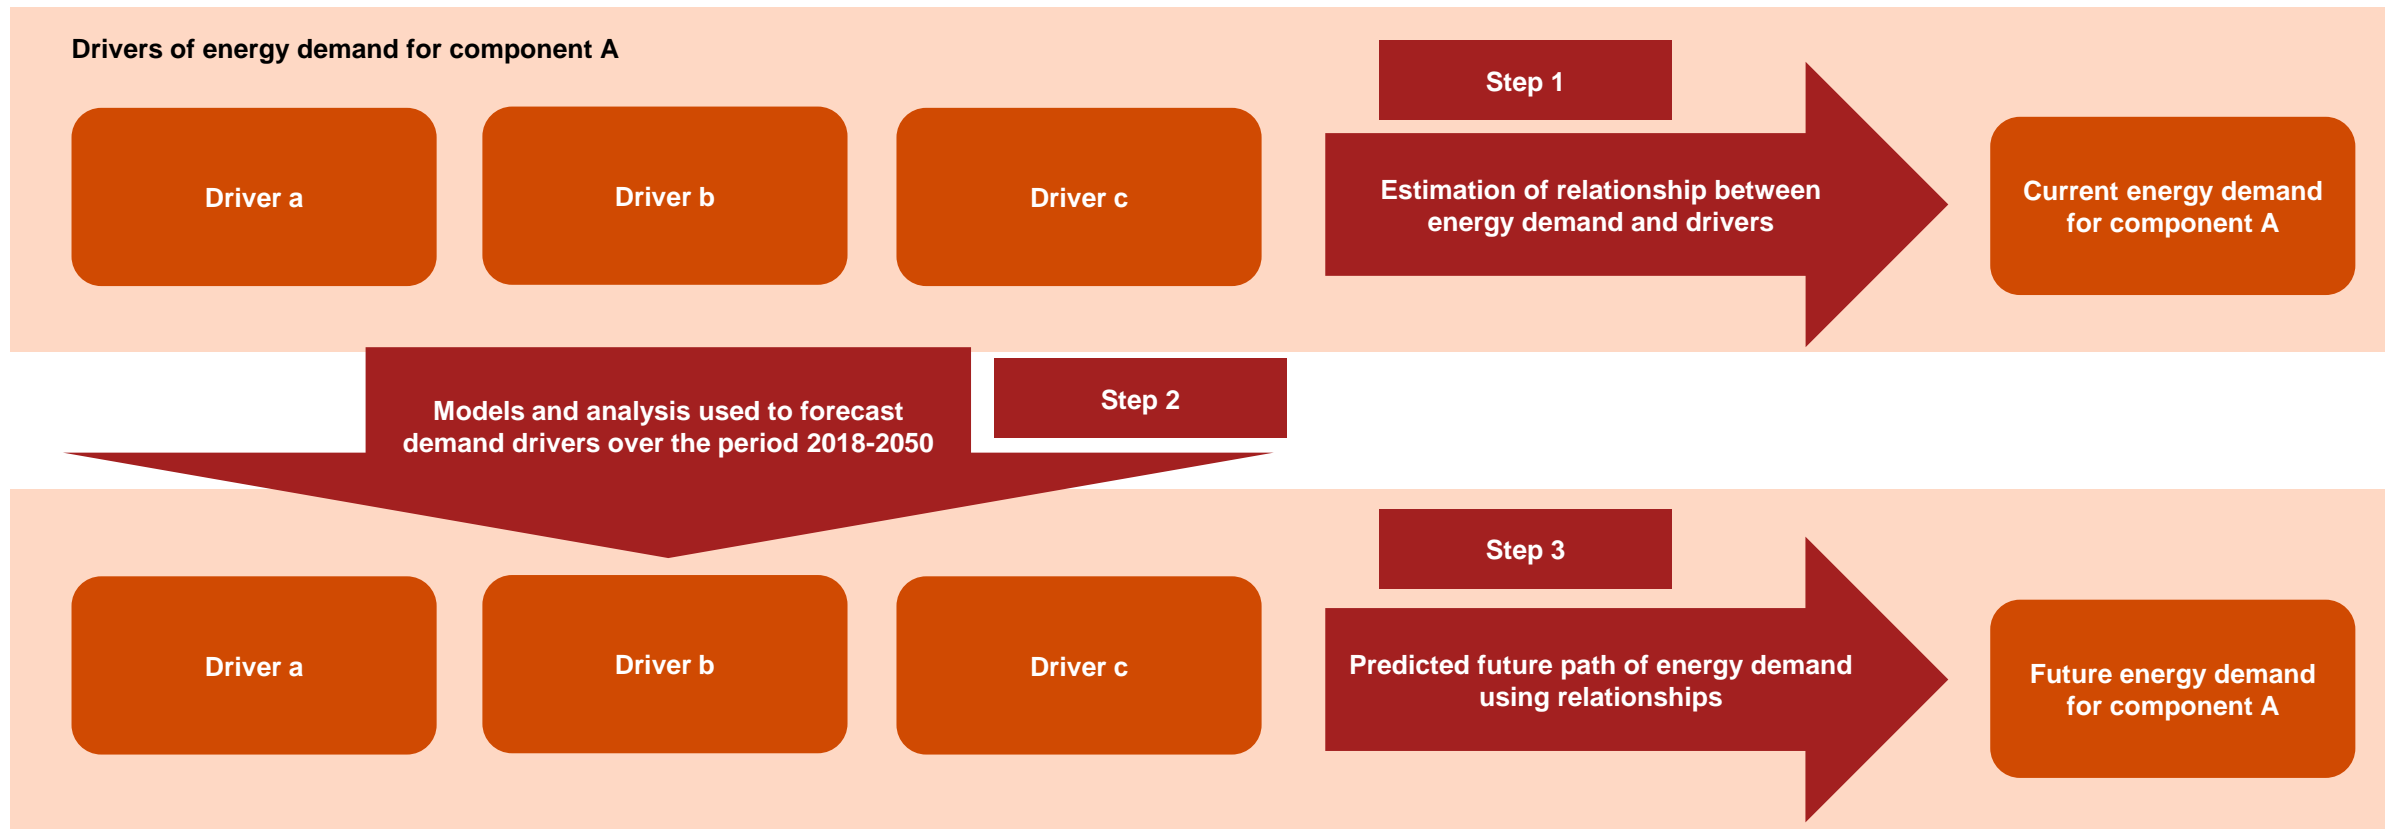 Drivers of energy demand for component A
Step 1
Driver a
Driver b
Driver c
Estimation of relationship between
energy demand and drivers
Current energy demand
for component A
Models and analysis used to forecast
demand drivers over the period 2018-2050
Step 2
Step 3
Driver a
Driver b
Driver c
Predicted future path of energy demand
using relationships
Future energy demand
for component A